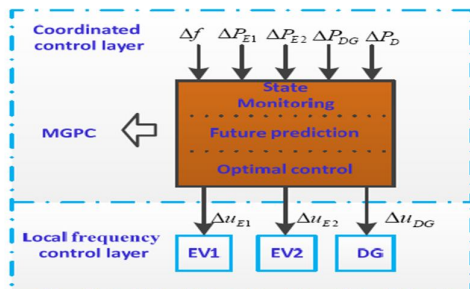 Coordinated control layer
Δf ΔP_E1 ΔP_E2 ΔP_DG ΔP_D
State Monitoring
MGPC
Future prediction
Optimal control
Δu_E1 Δu_E2 Δu_DG
Local frequency control layer
EV1 EV2 DG